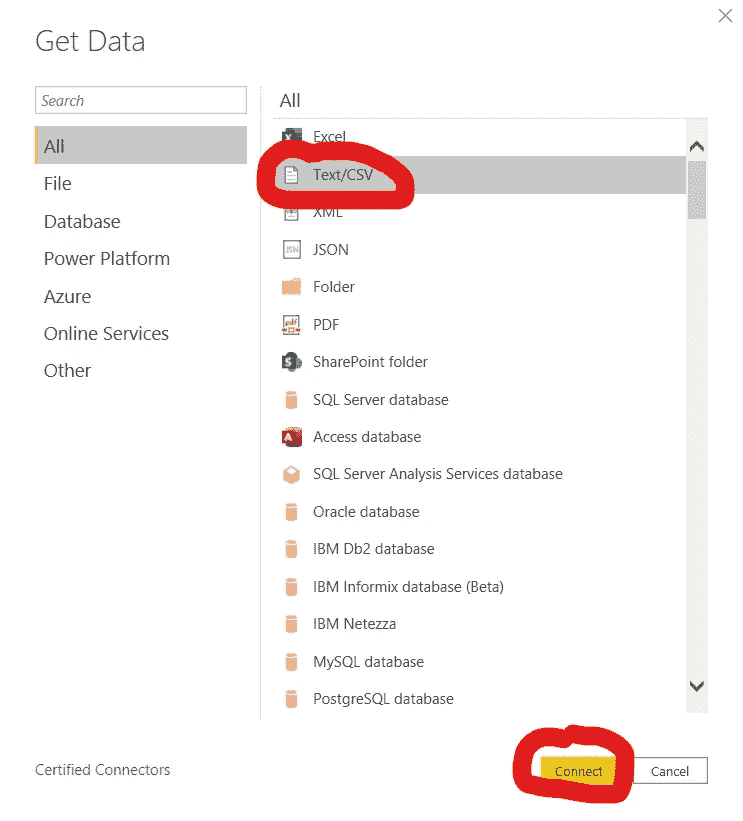 Get Data
Search
All
File
Database
Power Platform
Azure
Online Services
Other
All
Excel
Text/CSV
XML
JSON
Folder
PDF
SharePoint folder
SQL Server database
Access database
SQL Server Analysis Services database
Oracle database
IBM Db2 database
IBM Informix database (Beta)
IBM Netezza
MySQL database
PostgreSQL database
Certified Connectors
Connect
Cancel